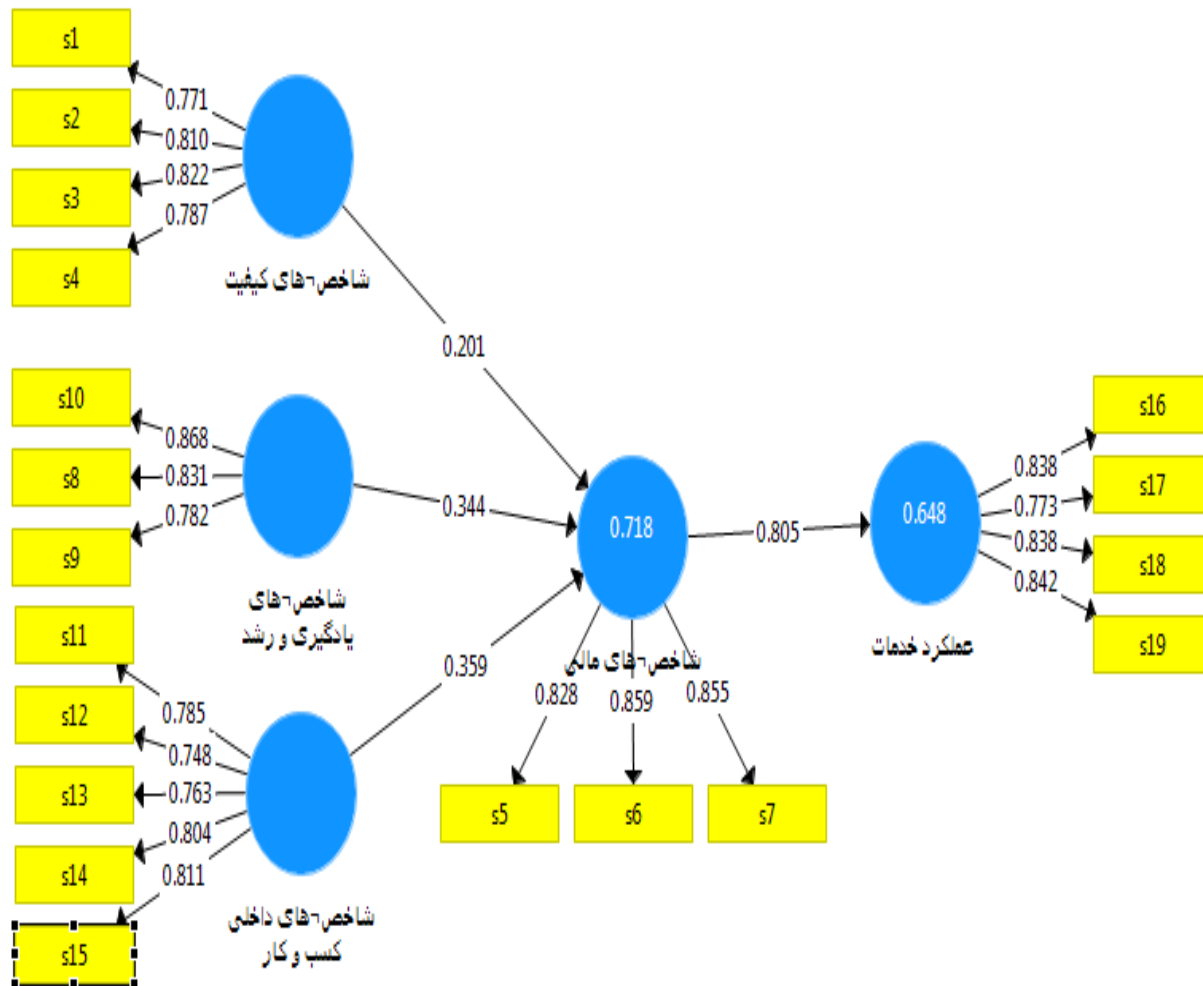 s1
s2
s3
s4
0.771
0.810
0.822
0.787
شاخص¬های کیفیت
0.201
s10
s8
s9
0.868
0.831
0.782
شاخص¬های
یادگیری و رشد
0.344
s11
s12
s13
s14
s15
0.785
0.748
0.763
0.804
0.811
شاخص¬های داخلی
کسب و کار
0.359
0.718
شاخص¬های مالی
0.828
0.859
0.855
s5
s6
s7
0.805
0.648
عملکرد خدمات
0.838
0.773
0.838
0.842
s16
s17
s18
s19